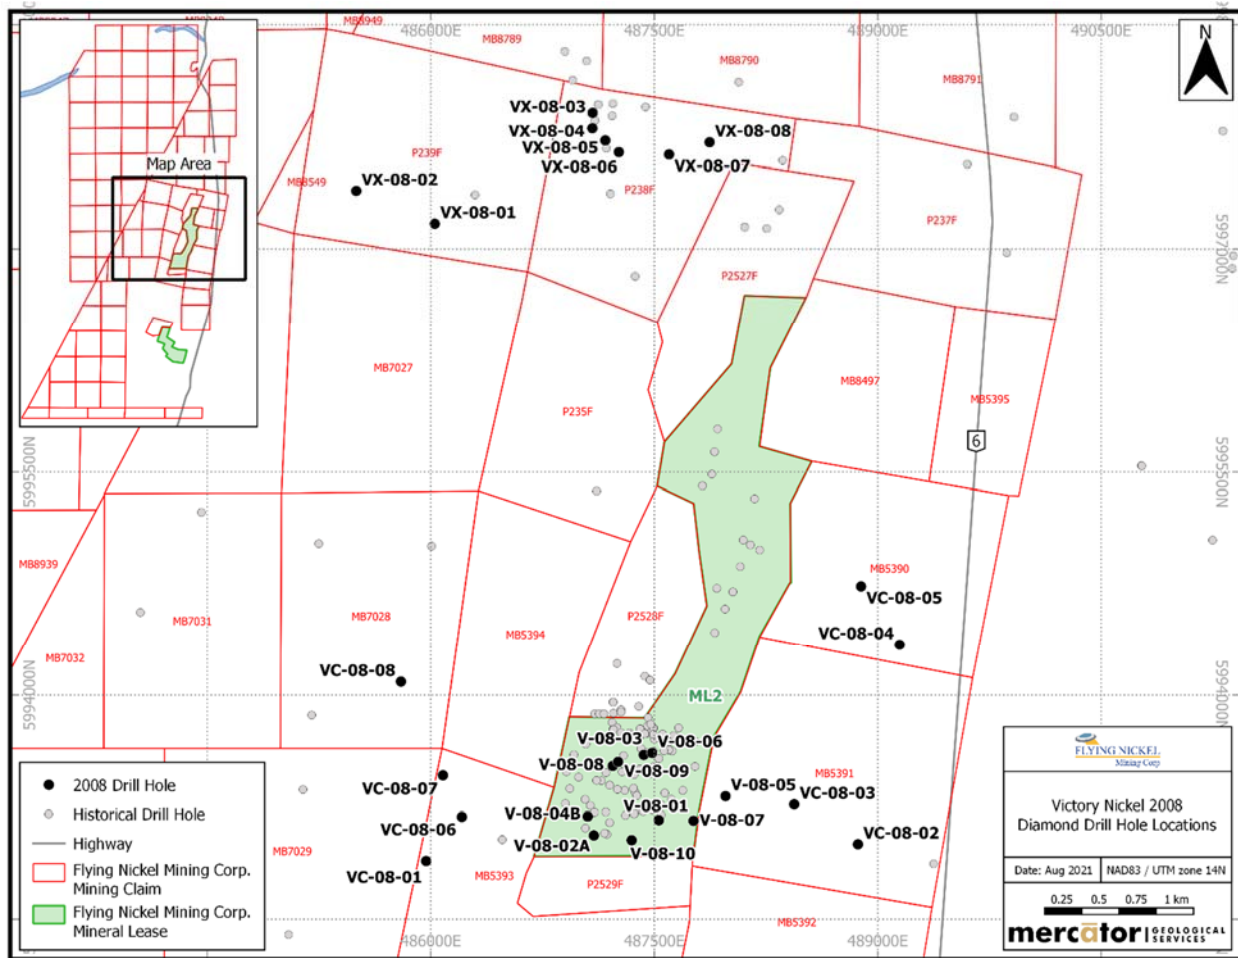 MB8949
486000E
487500E
489000E
490500E
MB8789
MB8790
MB8791
N
Map Area
VX-08-03
VX-08-04
VX-08-05
VX-08-06
VX-08-08
VX-08-07
P239F
P238F
MB8549
VX-08-02
VX-08-01
P237F
5997000N
P2527F
MB7027
P235F
MB8497
MB5395
6
5995500N
5995500N
MB8939
MB7031
MB7028
MB7032
MB5394
P2528F
MB5390
VC-08-05
VC-08-04
VC-08-08
5994000N
5994000N
ML2
V-08-03
V-08-06
V-08-08
V-08-09
VC-08-07
V-08-05
MB5391
VC-08-03
V-08-04B
V-08-01
V-08-07
VC-08-06
V-08-02A
V-08-10
VC-08-02
VC-08-01
MB7029
MB5393
P2529F
MB5392
486000E
487500E
489000E
2008 Drill Hole
Historical Drill Hole
Highway
Flying Nickel Mining Corp.
Mining Claim
Flying Nickel Mining Corp.
Mineral Lease
FLYING NICKEL
Mining Corp
Victory Nickel 2008
Diamond Drill Hole Locations
Date: Aug 2021
NAD83 / UTM zone 14N
0.25 0.5 0.75 1 km
mercātor GEOLOGICAL
SERVICES